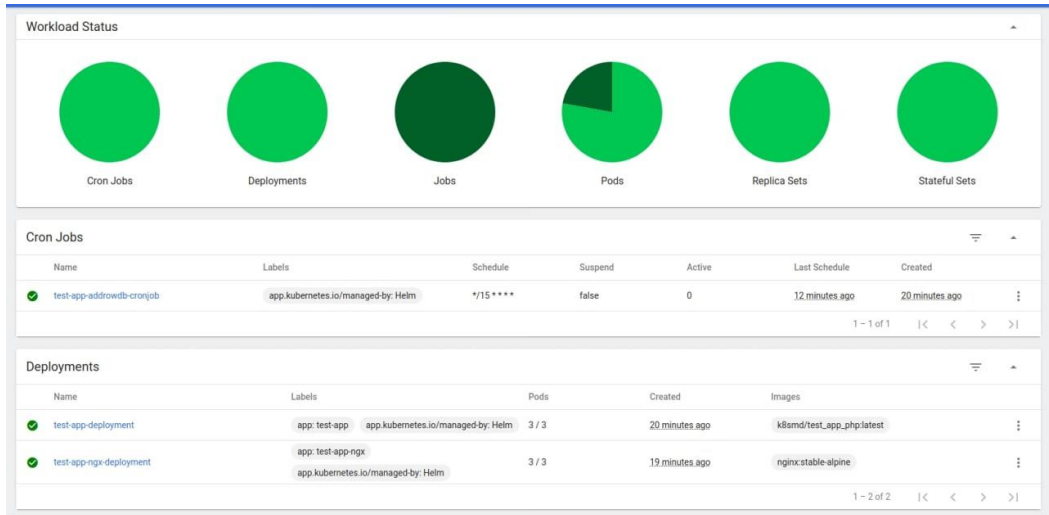 Workload Status
Cron Jobs Deployments Jobs Pods Replica Sets Stateful Sets
Cron Jobs
Name Labels Schedule Suspend Active Last Schedule Created
test-app-addrowdb-cronjob app.kubernetes.io/managed-by: Helm */15 * * * * false 0 12 minutes ago 20 minutes ago
1 – 1 of 1
Deployments
Name Labels Pods Created Images
test-app-deployment app: test-app app.kubernetes.io/managed-by: Helm 3 / 3 20 minutes ago k8smd/test_app_php:latest
test-app-ngx-deployment app: test-app-ngx app.kubernetes.io/managed-by: Helm 3 / 3 19 minutes ago nginx:stable-alpine
1 – 2 of 2